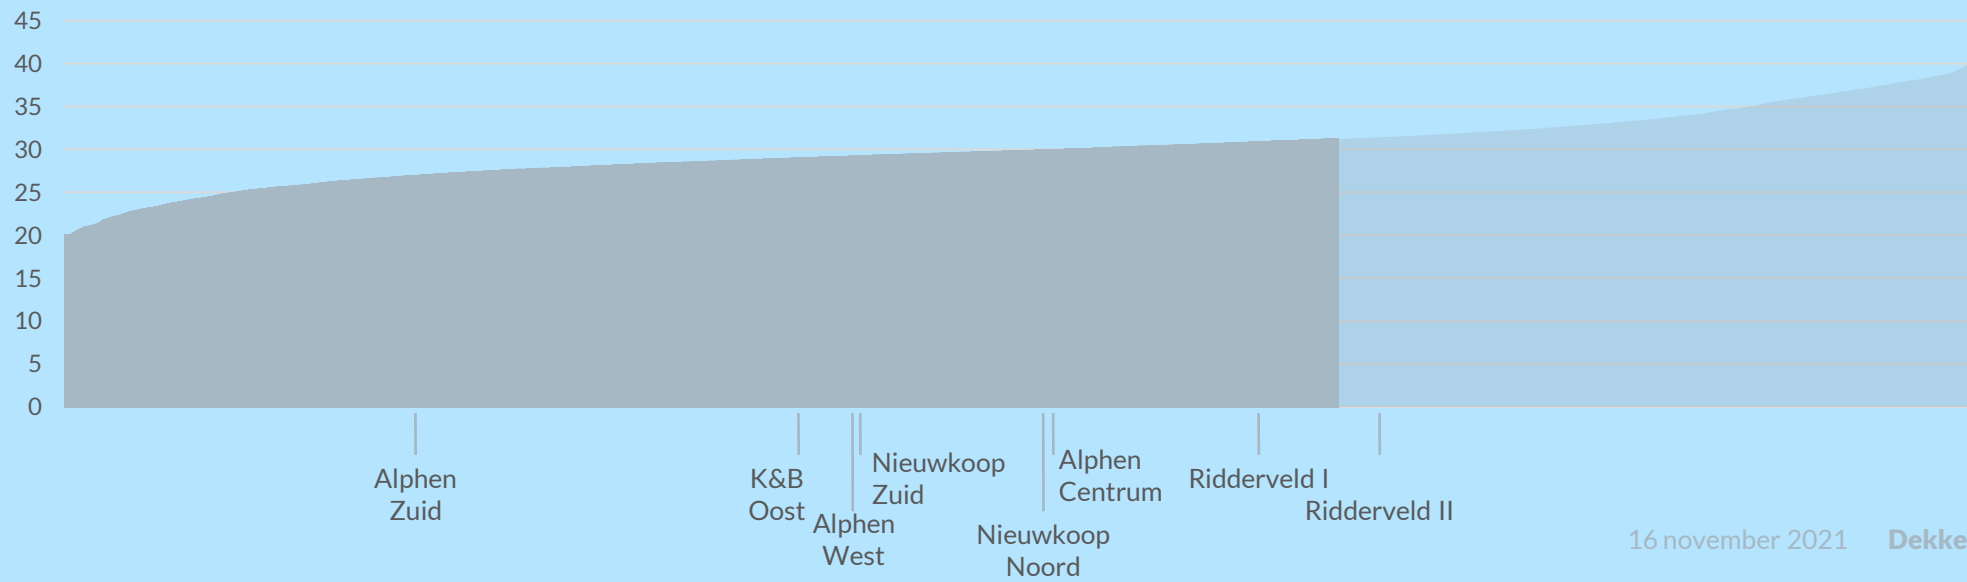 45
40
35
30
25
20
15
10
5
0
Alphen
Zuid
K&B
Oost
Alphen
West
Nieuwkoop
Zuid
Nieuwkoop
Noord
Alphen
Centrum
Ridderveld I
Ridderveld II
16 november 2021 Dekke